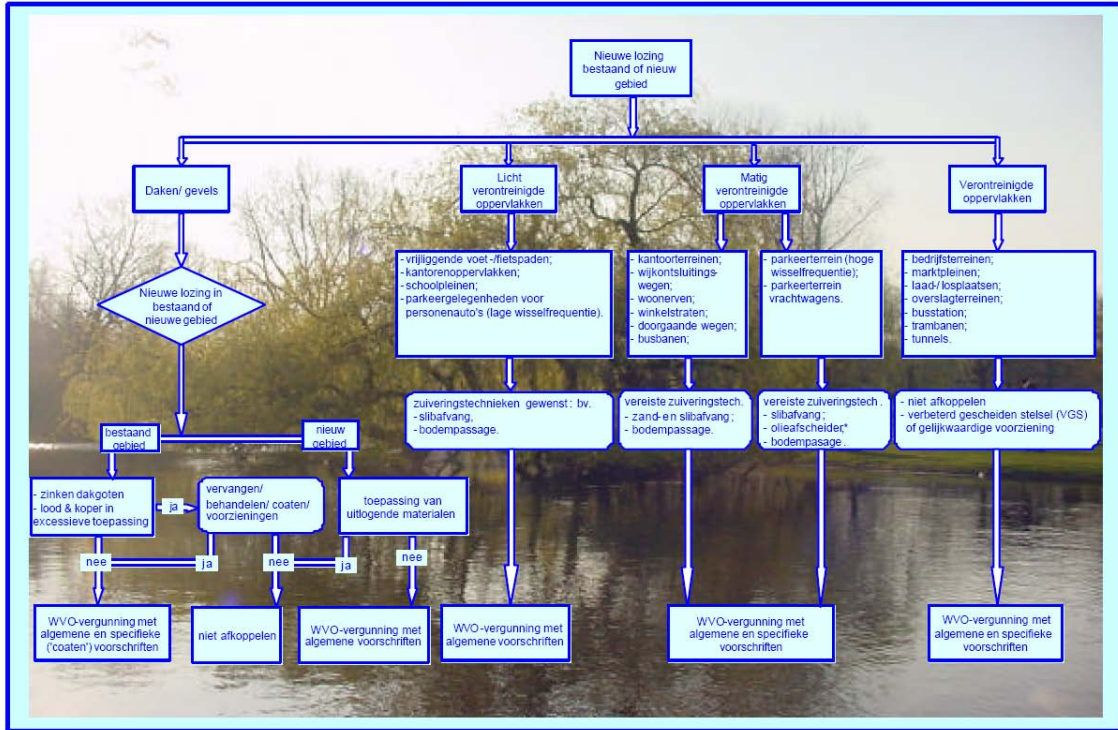 Nieuwe lozing
bestaand of nieuw
gebied
Daken/ gevels
Licht
verontreinigde
oppervlakken
Matig
verontreinigde
oppervlakken
Verontreinigde
oppervlakken
Nieuwe lozing in
bestaand of
nieuwe gebied
- vrijliggende voet-/fietspaden;
- kantorenoppervlakken;
- schoolpleinen;
- parkeergelegenheden voor
personenauto's (lage wisselfrequentie).
- kantoorterreinen;
- wijkontsluitings-
wegen;
- woonerven;
- winkelstraten;
- doorgaande wegen;
- busbanen;
- parkeerterrein (hoge
wisselfrequentie);
- parkeerterrein
vrachtwagens.
- bedrijfsterreinen;
- marktpleinen;
- laad-/ losplaatsen;
- overslagterreinen;
- busstation;
- trambanen;
- tunnels.
zuiveringstechnieken gewenst: bv.
- slibafvang,
- bodempassage.
vereiste zuiveringstech.
- zand-en slibafvang;
- bodempassage.
vereiste zuiveringstech.
- slibafvang;
- olieafscheider;*
- bodempasage.
- niet afkoppelen
- verbeterd gescheiden stelsel (VGS)
of gelijkwaardige voorziening
bestaand
gebied
nieuw
gebied
- zinken dakgoten
- lood & koper in
excessieve toepassing
ja
vervangen/
behandelen/ coaten/
voorzieningen
toepassing van
uitlogende materialen
nee
ja
nee
ja
nee
WVO-vergunning met
algemene en specifieke
('coaten') voorschriften
niet afkoppelen
WVO-vergunning met
algemene voorschriften
WVO-vergunning met
algemene voorschriften
WVO-vergunning met
algemene en specifieke
voorschriften
WVO-vergunning met
algemene en specifieke
voorschriften